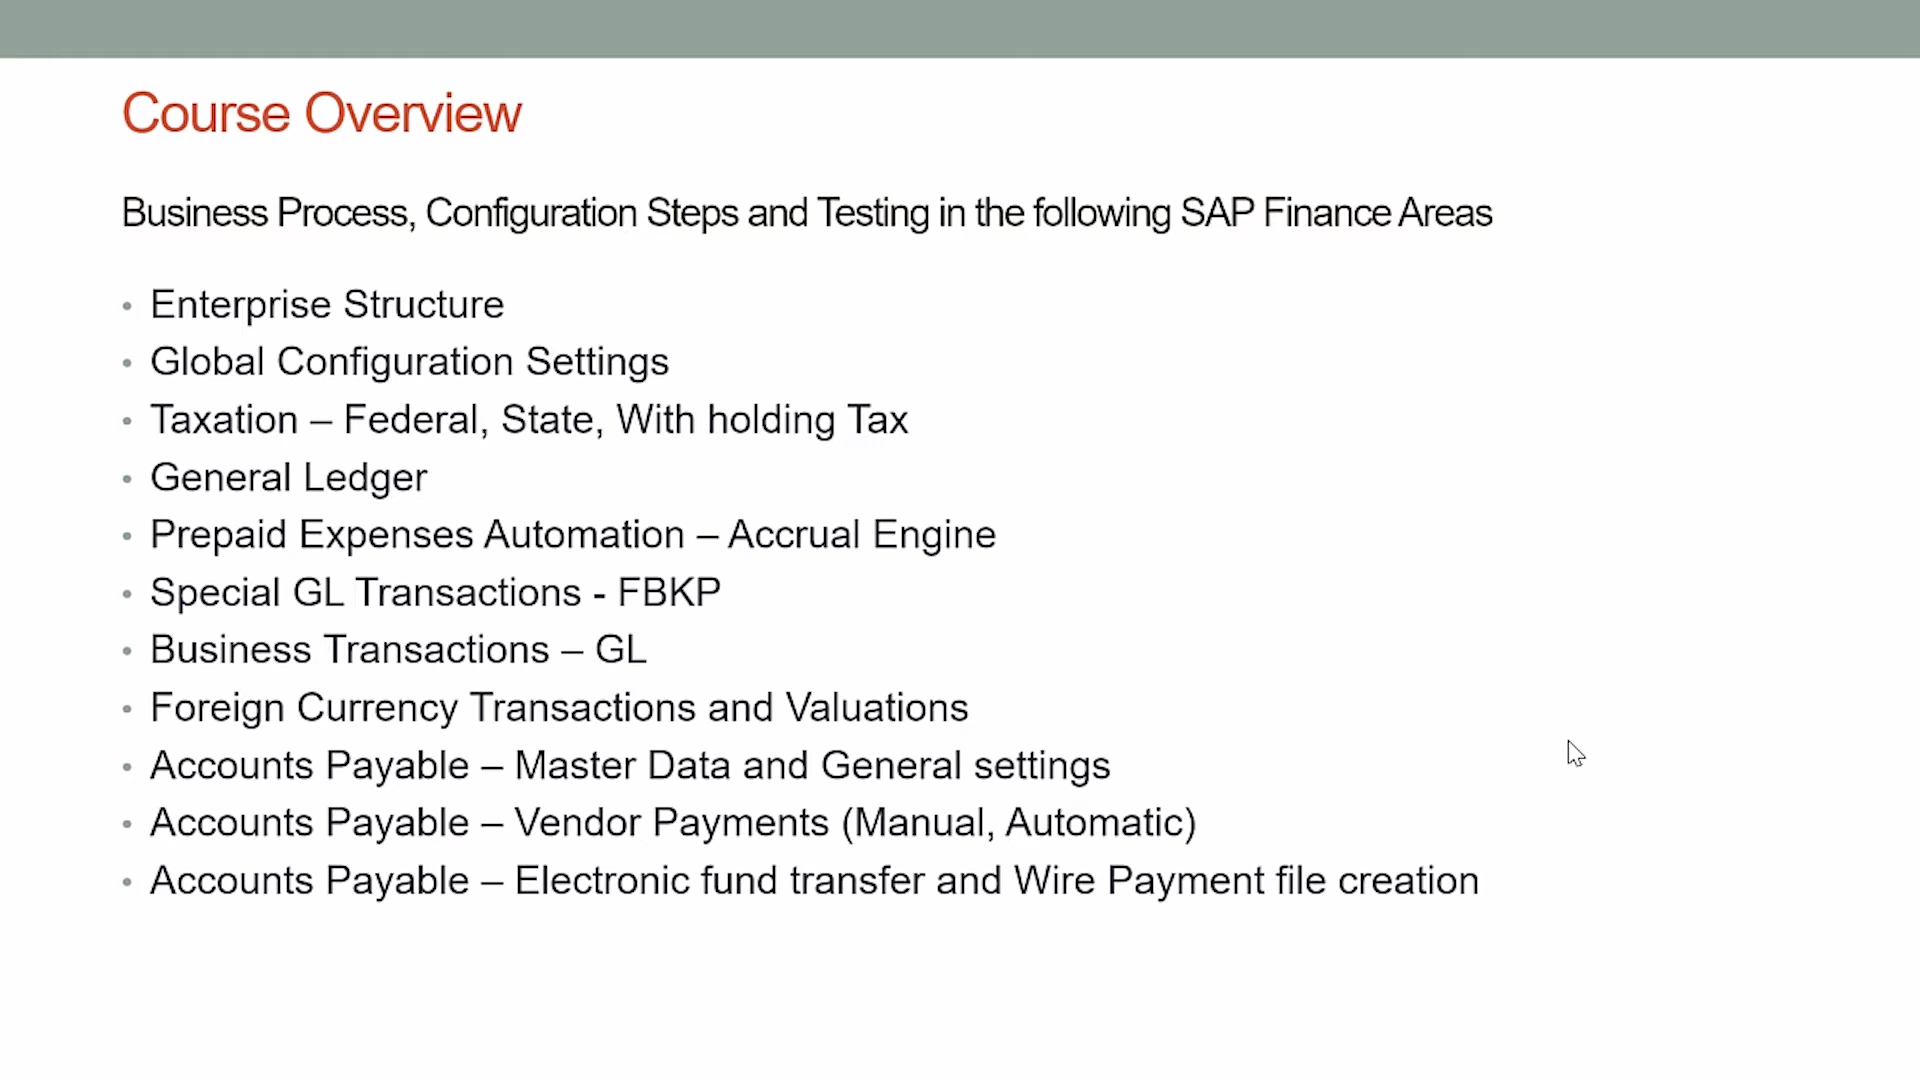 Course Overview
Business Process, Configuration Steps and Testing in the following SAP Finance Areas
• Enterprise Structure
• Global Configuration Settings
• Taxation – Federal, State, With holding Tax
• General Ledger
• Prepaid Expenses Automation – Accrual Engine
• Special GL Transactions - FBKP
• Business Transactions – GL
• Foreign Currency Transactions and Valuations
• Accounts Payable – Master Data and General settings
• Accounts Payable – Vendor Payments (Manual, Automatic)
• Accounts Payable – Electronic fund transfer and Wire Payment file creation